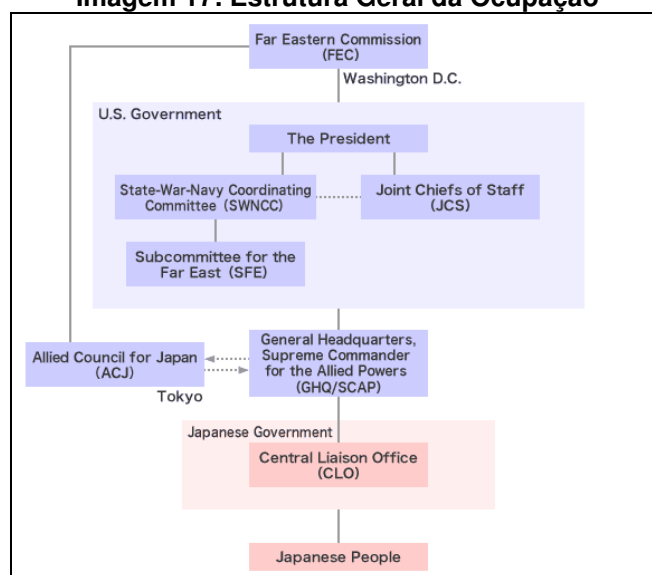 Imagem 17: Estrutura Geral da Ocupação
Far Eastern Commission
(FEC)
Washington D.C.
U.S. Government
The President
State-War-Navy Coordinating
Committee (SWNCC)
Joint Chiefs of Staff
(JCS)
Subcommittee for the
Far East (SFE)
General Headquarters,
Supreme Commander
for the Allied Powers
(GHQ/SCAP)
Allied Council for Japan
(ACJ)
Tokyo
Japanese Government
Central Liaison Office
(CLO)
Japanese People